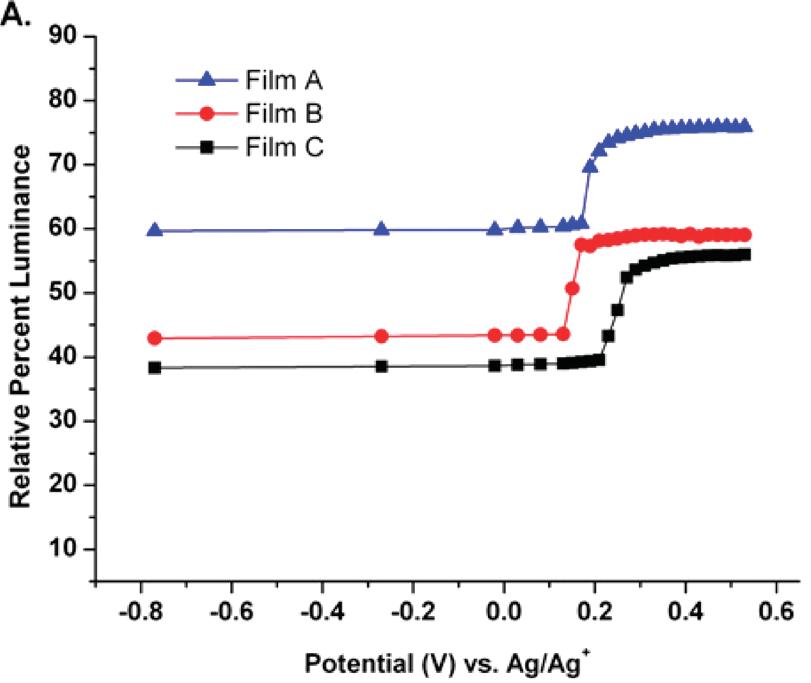 A.
Relative Percent Luminance
90
80
70
60
50
40
30
20
10
Film A
Film B
Film C
-0.8 -0.6 -0.4 -0.2 0.0 0.2 0.4 0.6
Potential (V) vs. Ag/Ag⁺